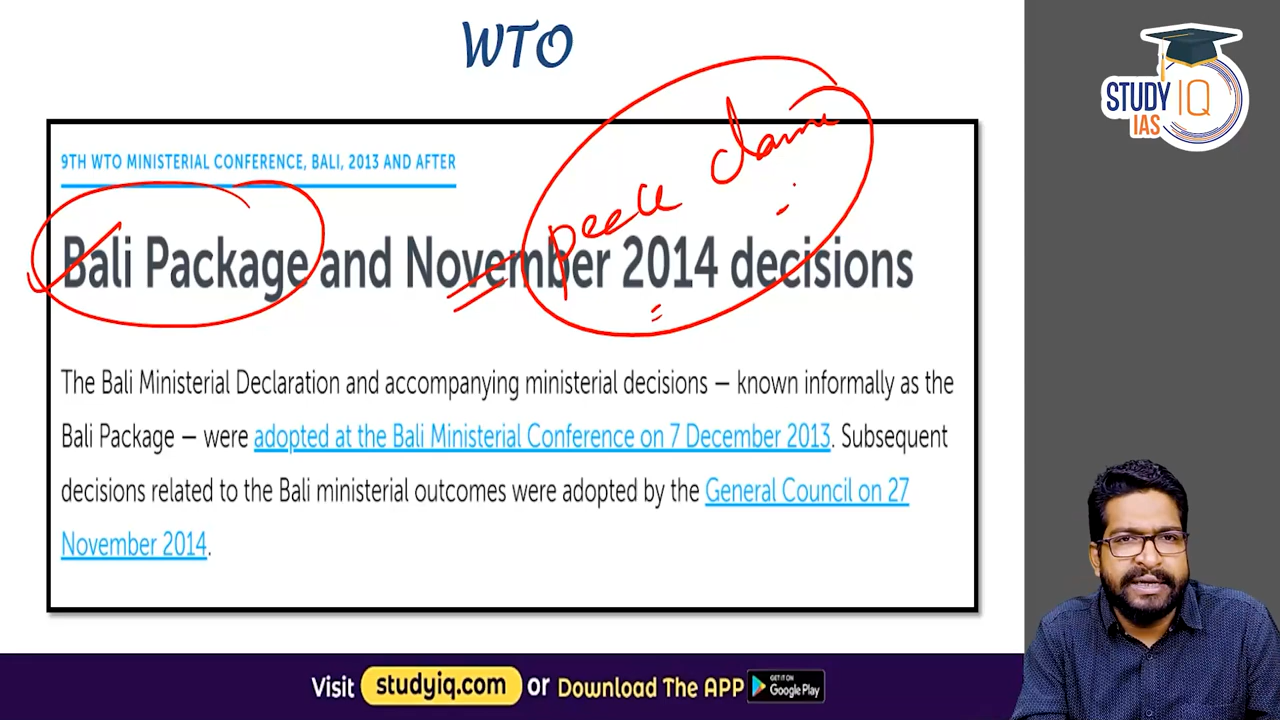 WTO
STUDY IQ
IAS
9TH WTO MINISTERIAL CONFERENCE, BALI, 2013 AND AFTER
Bali Package and November 2014 decisions
The Bali Ministerial Declaration and accompanying ministerial decisions — known informally as the
Bali Package — were adopted at the Bali Ministerial Conference on 7 December 2013. Subsequent
decisions related to the Bali ministerial outcomes were adopted by the General Council on 27
November 2014.
Visit studyiq.com or Download The APP GET IT ON Google Play